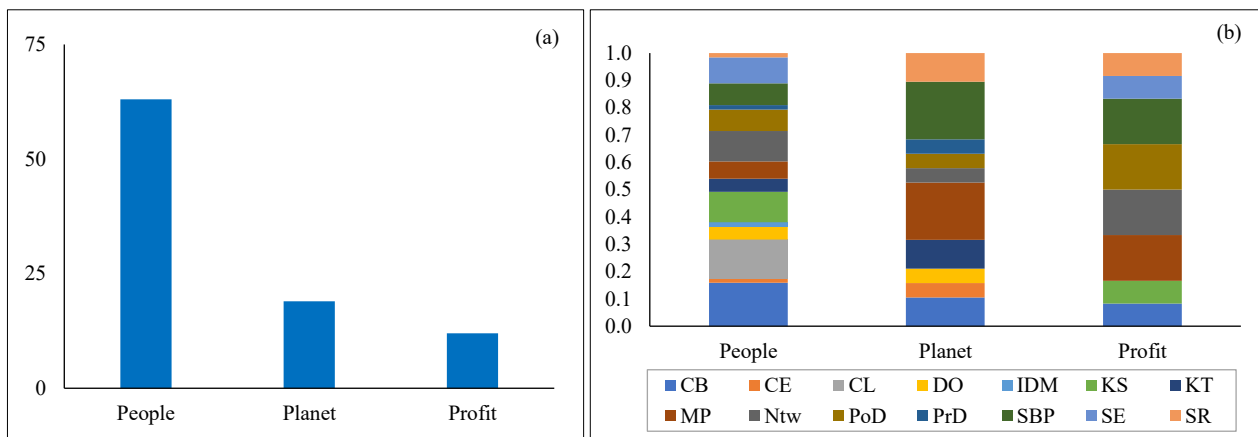 (a)
75
50
25
0
People Planet Profit
(b)
1.0
0.9
0.8
0.7
0.6
0.5
0.4
0.3
0.2
0.1
0.0
People Planet Profit
CB CE CL DO IDM KS KT
MP Ntw PoD PrD SBP SE SR